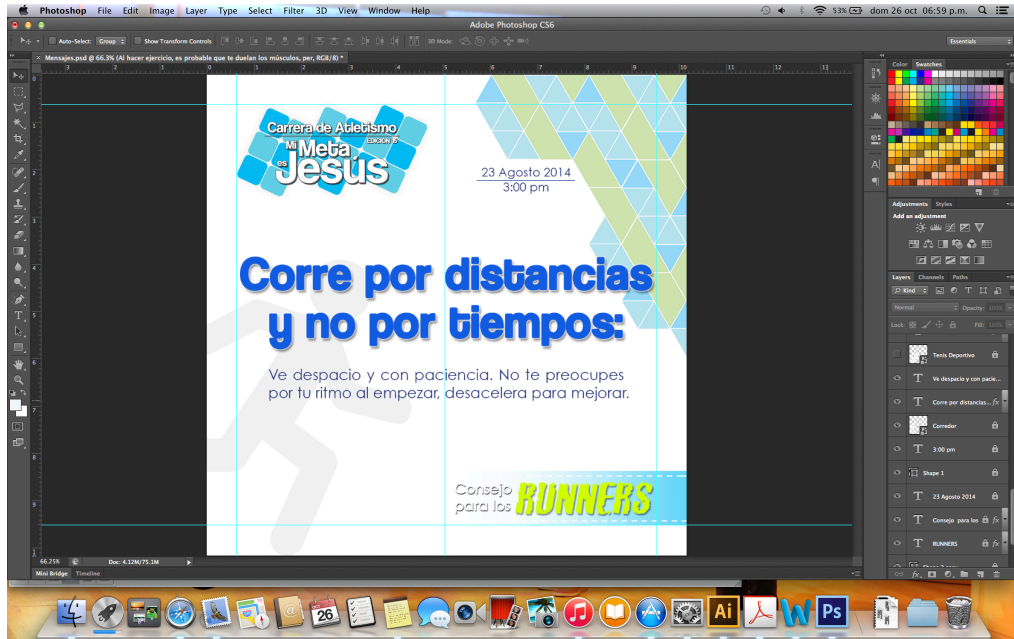 Photoshop File Edit Image Layer Type Select Filter 3D View Window Help 53% dom 26 oct 06:59 p.m.
Adobe Photoshop CS6
Auto-Select: Group Show Transform Controls 3D Mode: Essentials
Mensajes.psd @ 66.3% (Al hacer ejercicio, es probable que te duelan los músculos, per, RGB/8) *
Color Swatches
Carrera de Atletismo
Mi Meta
es Jesús
23 Agosto 2014
3:00 pm
Corre por distancias
y no por tiempos:
Ve despacio y con paciencia. No te preocupes
por tu ritmo al empezar, desacelera para mejorar.
Consejo
para los RUNNERS
Adjustments Styles
Add an adjustment
Layers Channels Paths
Kind
Normal Opacity: 100%
Lock: Fill: 100%
Tenis Deportivo
Ve despacio y con pacie...
Corre por distancias... fx
Corredor
3:00 pm
Shape 1
23 Agosto 2014
Consejo para los fx
RUNNERS fx
66.25% Doc: 4.12M/75.1M
Mini Bridge Timeline
26
Ai
Ps